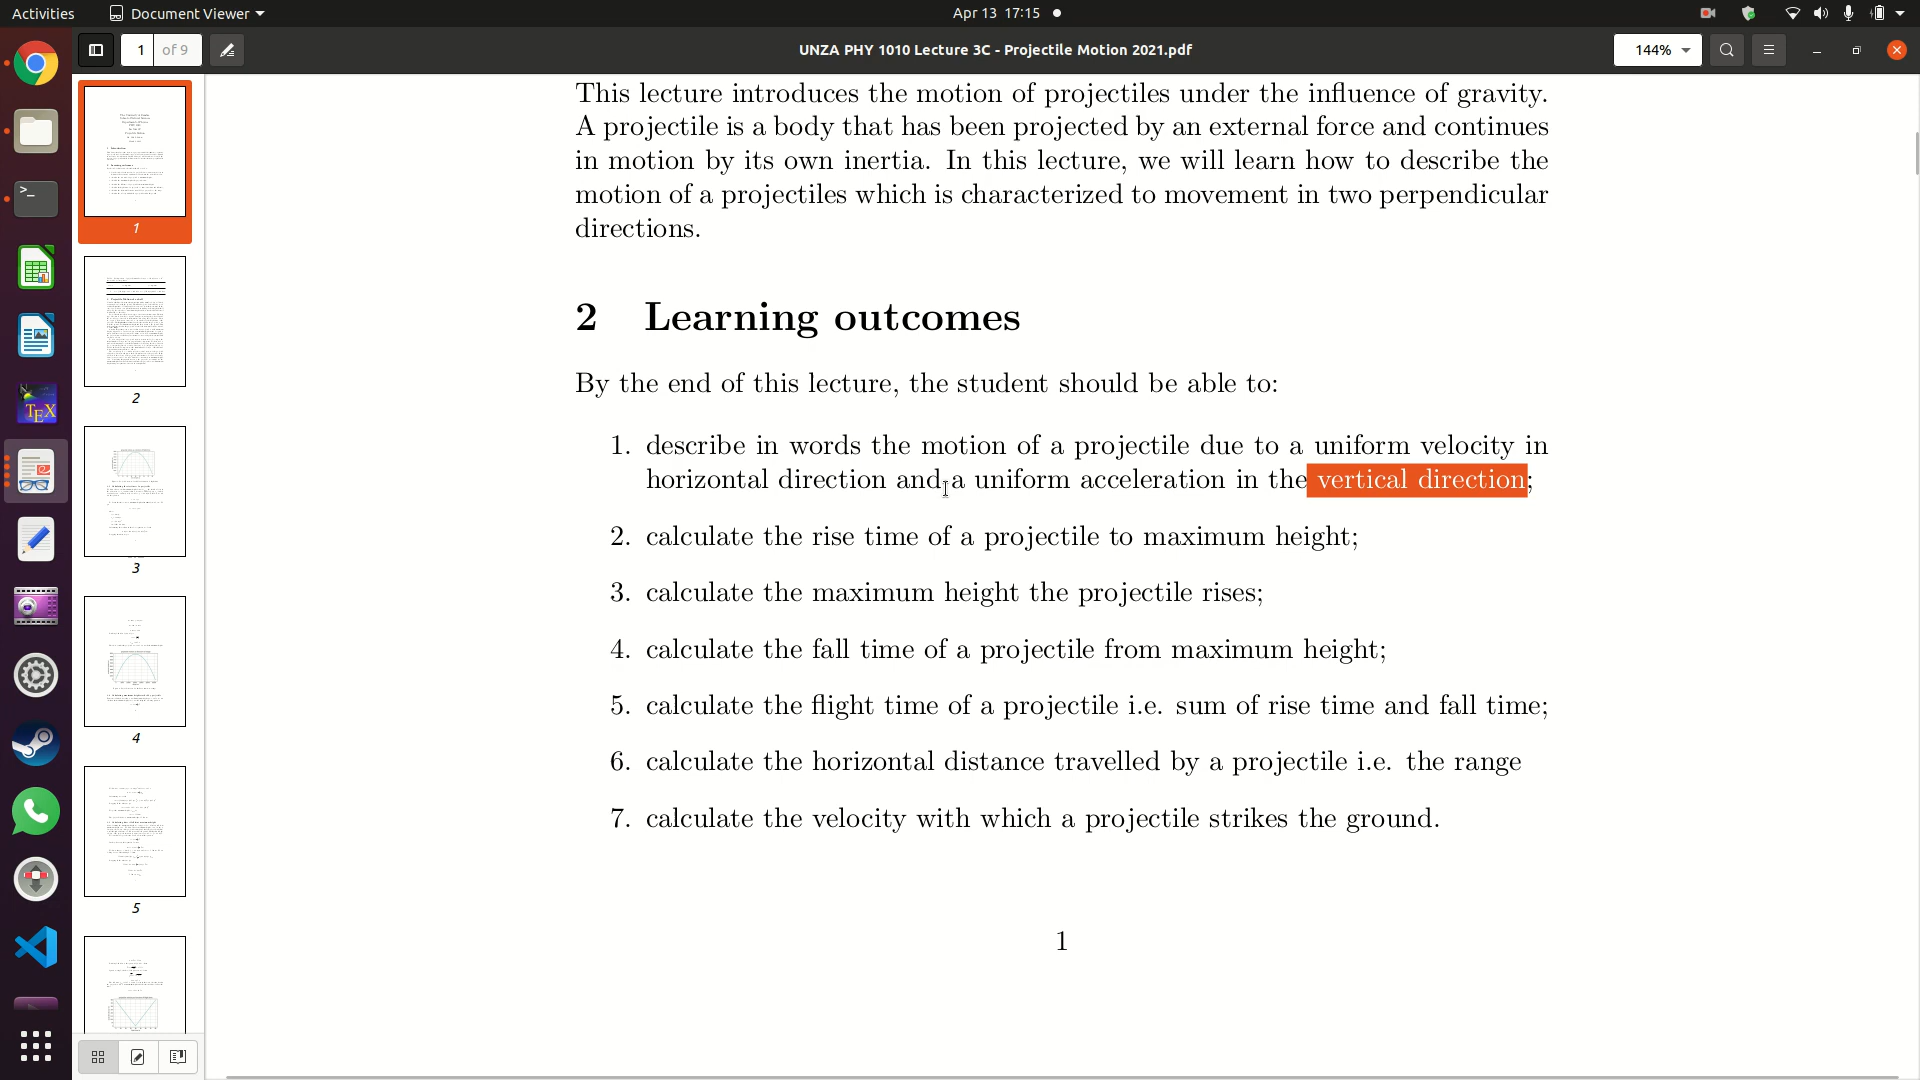 Activities
Document Viewer
Apr 13 17:15
1 of 9
UNZA PHY 1010 Lecture 3C - Projectile Motion 2021.pdf
144%
This lecture introduces the motion of projectiles under the influence of gravity.
A projectile is a body that has been projected by an external force and continues
in motion by its own inertia. In this lecture, we will learn how to describe the
motion of a projectiles which is characterized to movement in two perpendicular
directions.
2 Learning outcomes
By the end of this lecture, the student should be able to:
1. describe in words the motion of a projectile due to a uniform velocity in
horizontal direction and a uniform acceleration in the vertical direction;
2. calculate the rise time of a projectile to maximum height;
3. calculate the maximum height the projectile rises;
4. calculate the fall time of a projectile from maximum height;
5. calculate the flight time of a projectile i.e. sum of rise time and fall time;
6. calculate the horizontal distance travelled by a projectile i.e. the range
7. calculate the velocity with which a projectile strikes the ground.
1
1
2
3
4
5
TEX